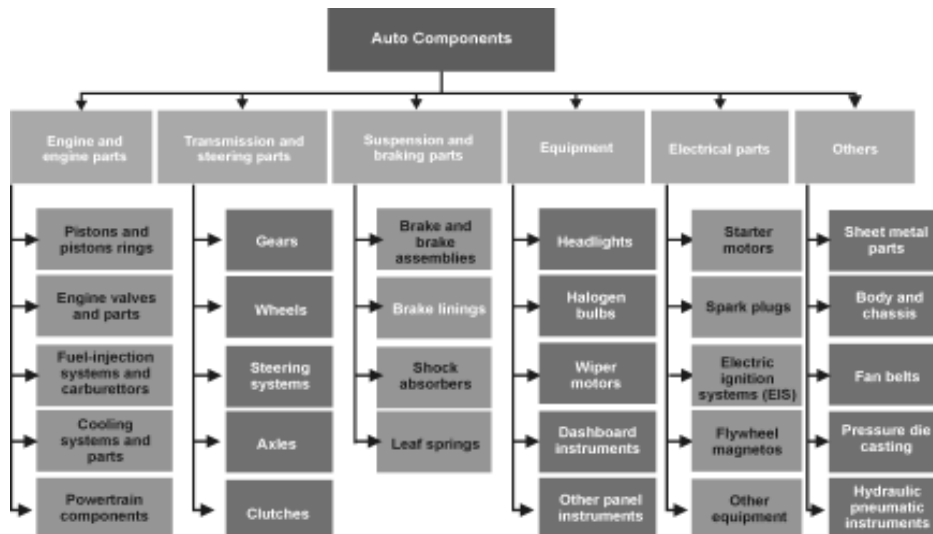 Auto Components
Engine and
engine parts
Transmission and
steering parts
Suspension and
braking parts
Equipment
Electrical parts
Others
Pistons and
pistons rings
Engine valves
and parts
Fuel-injection
systems and
carburettors
Cooling
systems and
parts
Powertrain
components
Gears
Wheels
Steering
systems
Axles
Clutches
Brake and
brake
assemblies
Brake linings
Shock
absorbers
Leaf springs
Headlights
Halogen
bulbs
Wiper
motors
Dashboard
instruments
Other panel
instruments
Starter
motors
Spark plugs
Electric
ignition
systems (EIS)
Flywheel
magnetos
Other
equipment
Sheet metal
parts
Body and
chassis
Fan belts
Pressure die
casting
Hydraulic
pneumatic
instruments